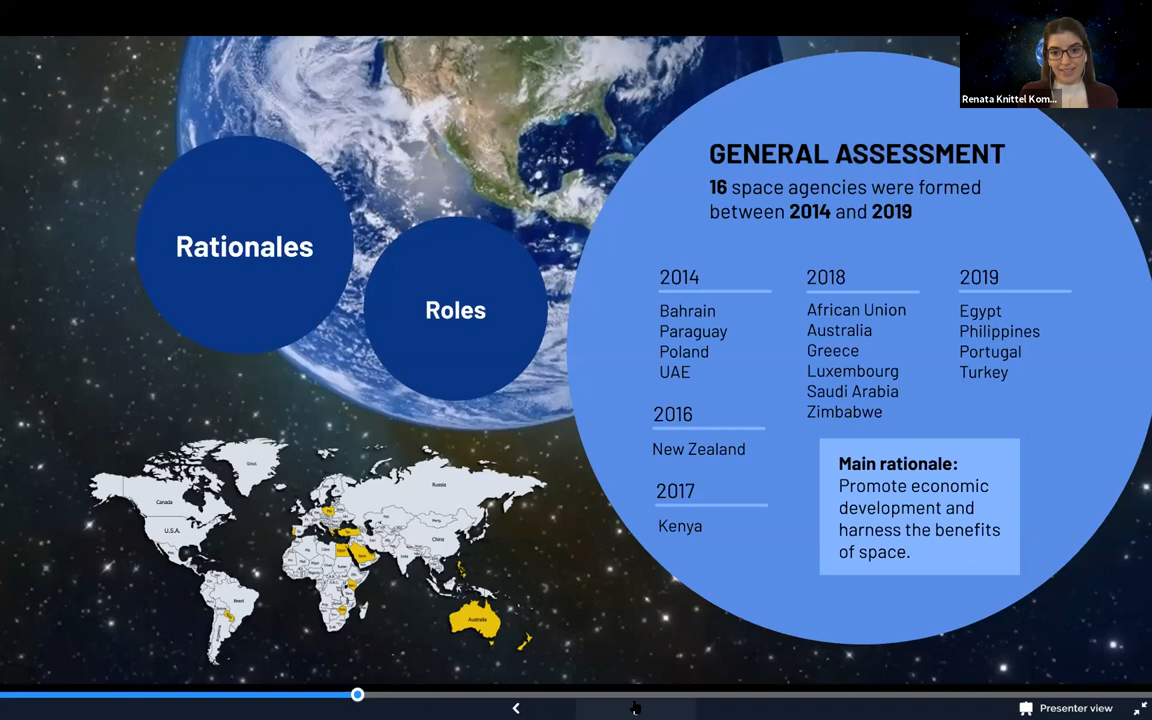 Renata Knittel Kom...
GENERAL ASSESSMENT
16 space agencies were formed
between 2014 and 2019
Rationales
Roles
2014
Bahrain
Paraguay
Poland
UAE
2016
New Zealand
2017
Kenya
2018
African Union
Australia
Greece
Luxembourg
Saudi Arabia
Zimbabwe
2019
Egypt
Philippines
Portugal
Turkey
Main rationale:
Promote economic
development and
harness the benefits
of space.
Canada
U.S.A.
Brazil
Russia
China
Australia
Presenter view